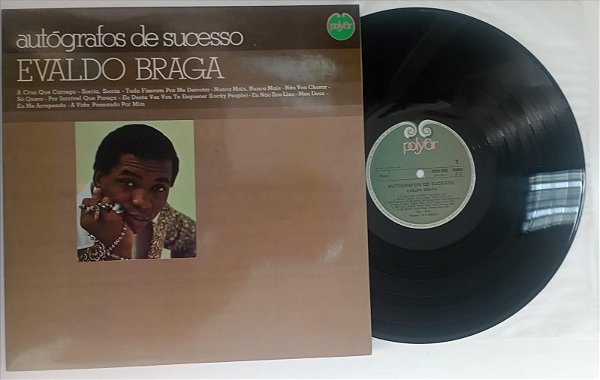 polyfar
autógrafos de sucesso
EVALDO BRAGA
A Cruz Que Carrego - Sorria, Sorria - Tudo Fizeram Pra Me Derrotar - Nunca Mais, Nunca Mais - Não Vou Chorar -
Só Quero - Por Incrível Que Pareça - Eu Desta Vez Vou Te Esquecer (Lucky People) - Eu Não Sou Lixo - Meu Deus -
Eu Me Arrependo - A Vida Passando Por Mim
polyfar
1
AUTÓGRAFOS DE SUCESSO
EVALDO BRAGA